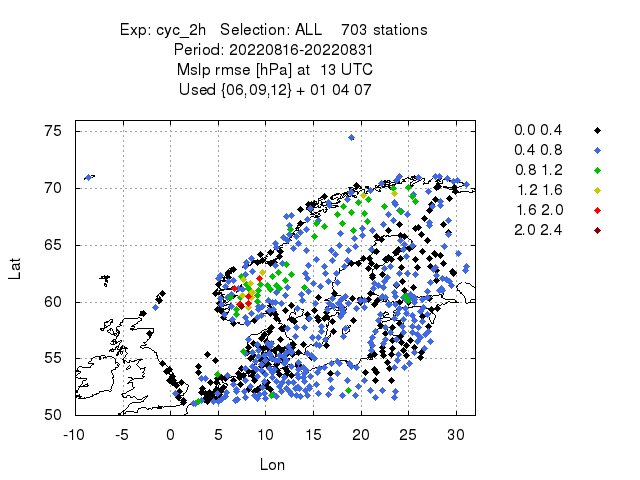 Exp: cyc_2h   Selection: ALL    703 stations
Period: 20220816-20220831
Mslp rmse [hPa] at  13 UTC
Used {06,09,12} + 01 04 07
0.0 0.4
0.4 0.8
0.8 1.2
1.2 1.6
1.6 2.0
2.0 2.4
75
70
65
60
55
50
Lat
-10 -5 0 5 10 15 20 25 30
Lon